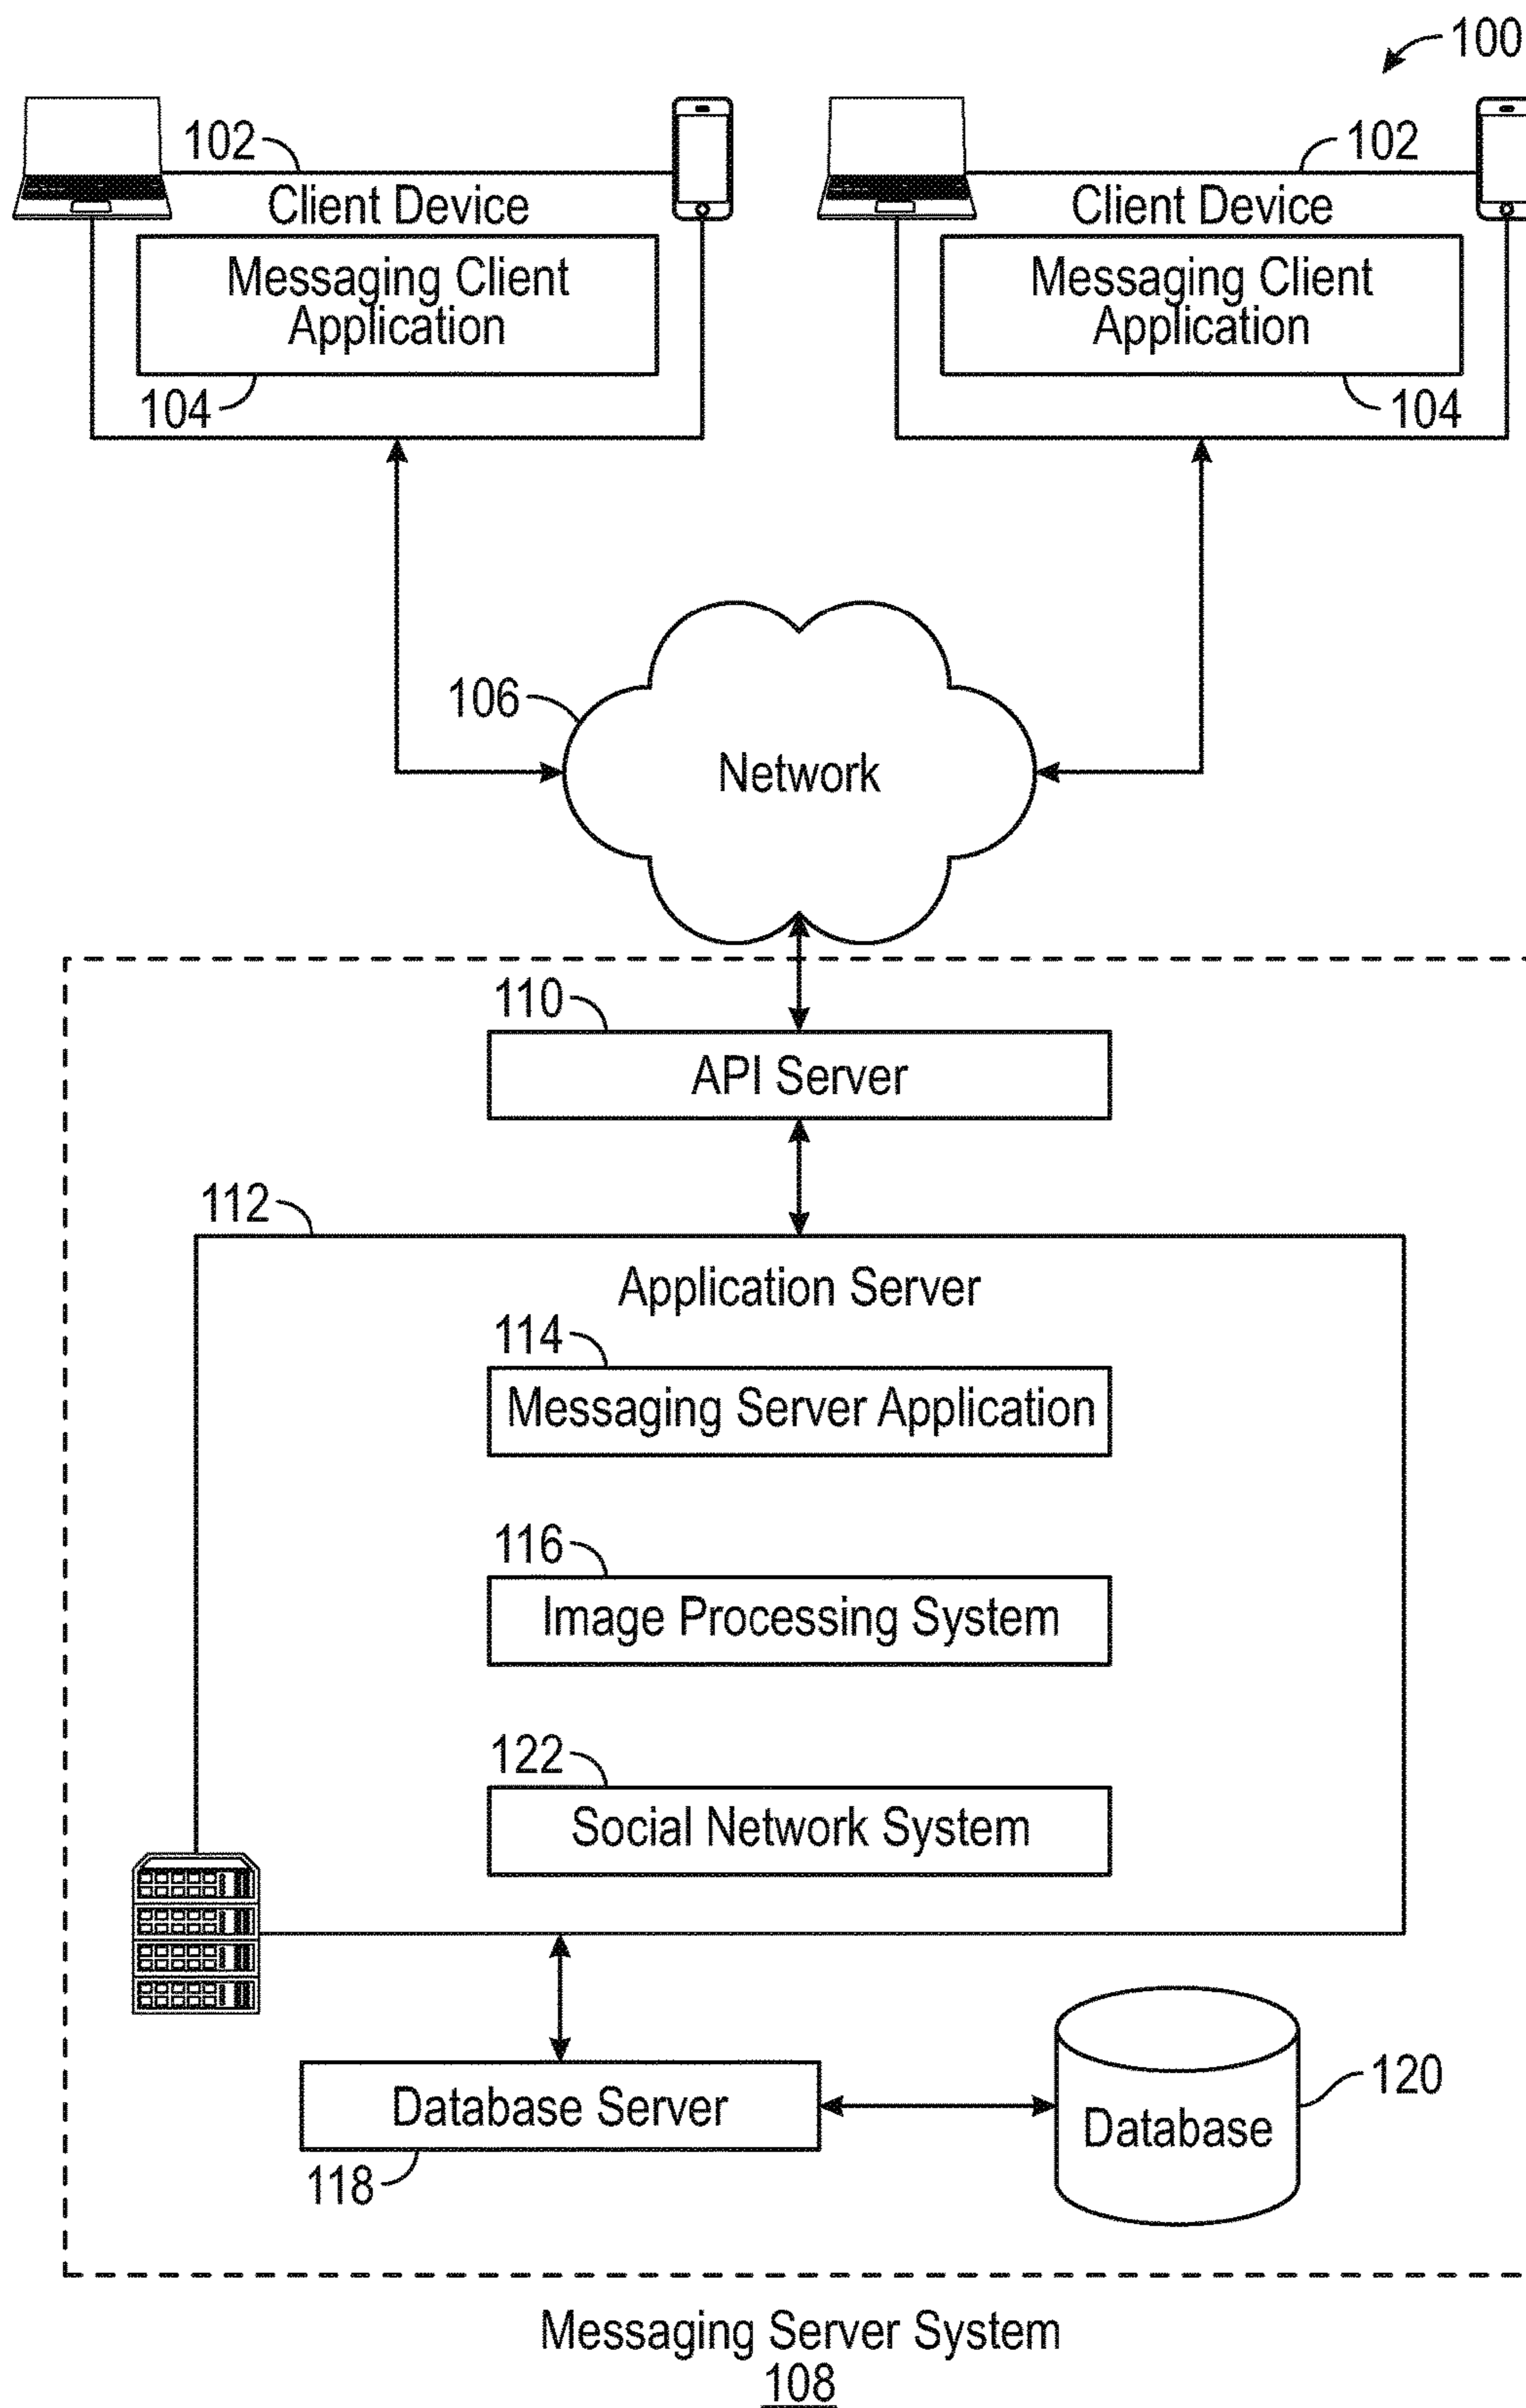 100
102
102
Client Device
Client Device
Messaging Client
Application
Messaging Client
Application
104
104
106
Network
110
API Server
112
Application Server
114
Messaging Server Application
116
Image Processing System
122
Social Network System
Database Server
118
Database
120
Messaging Server System
108